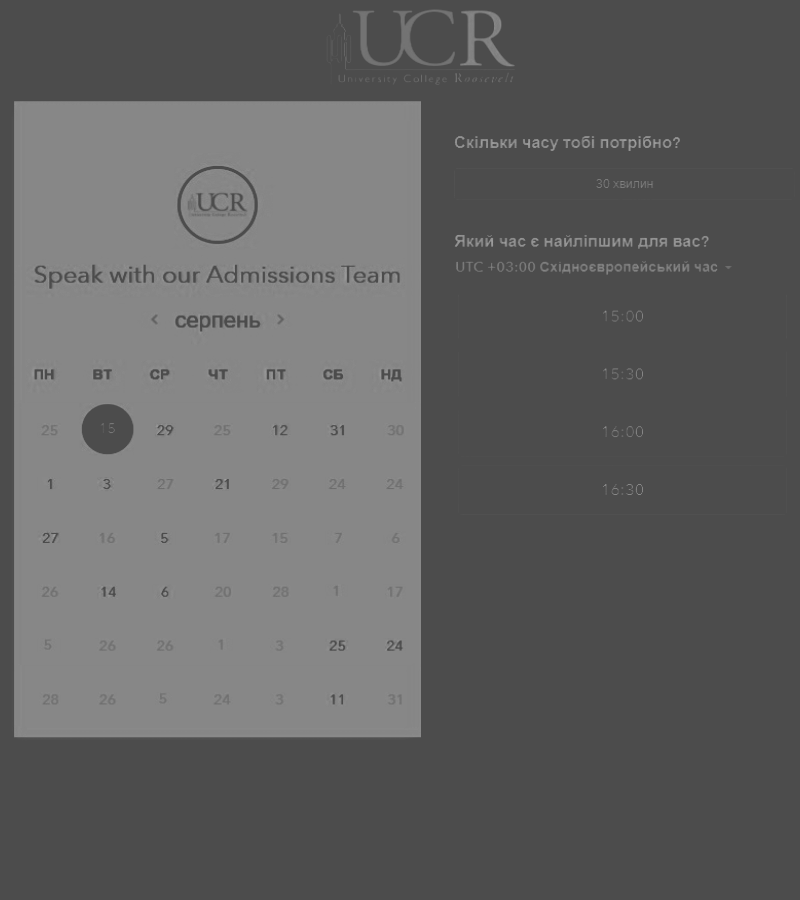 UCR
University College Roosevelt
UCR
Speak with our Admissions Team
серпень
ПН ВТ СР ЧТ ПТ СБ НД
25 15 29 25 12 31 30
1 3 27 21 29 24 24
27 16 5 17 15 7 6
26 14 6 20 28 1 17
5 26 26 1 3 25 24
28 26 5 24 3 11 31
Скільки часу тобі потрібно?
30 хвилин
Який час є найліпшим для вас?
UTC +03:00 Східноєвропейський час
15:00
15:30
16:00
16:30